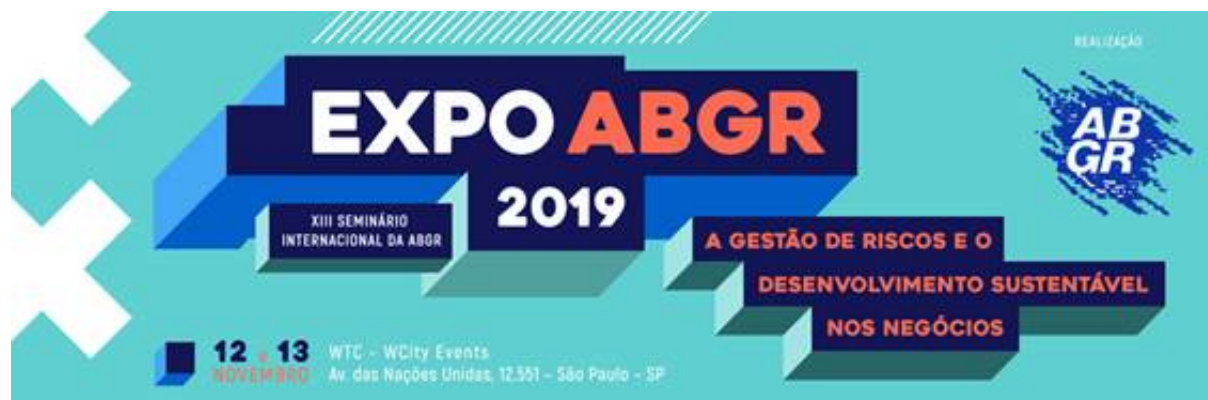 REALIZAÇÃO
AB
GR
EXPO ABGR
2019
XIII SEMINÁRIO
INTERNACIONAL DA ABGR
A GESTÃO DE RISCOS E O
DESENVOLVIMENTO SUSTENTÁVEL
NOS NEGÓCIOS
12 e 13
NOVEMBRO
WTC - WCity Events
Av. das Nações Unidas, 12.551 - São Paulo - SP